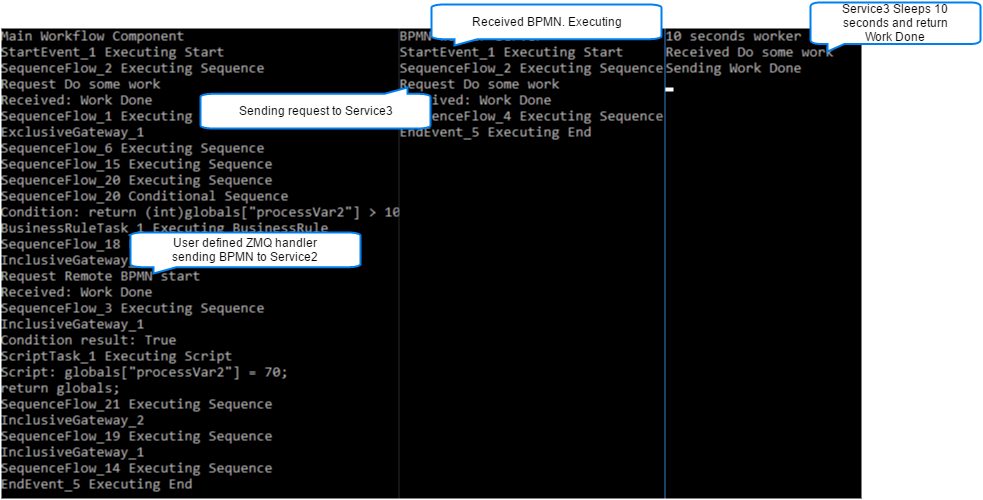 Main Workflow Component
StartEvent_1 Executing Start
SequenceFlow_2 Executing Sequence
Request Do some work
Received: Work Done
SequenceFlow_1 Executing
ExclusiveGateway_1
SequenceFlow_6 Executing Sequence
SequenceFlow_15 Executing Sequence
SequenceFlow_20 Executing Sequence
SequenceFlow_20 Conditional Sequence
Condition: return (int)globals["processVar2"] > 10
BusinessRuleTask_1 Executing BusinessRule
SequenceFlow_18
InclusiveGateway_
Request Remote BPMN start
Received: Work Done
SequenceFlow_3 Executing Sequence
InclusiveGateway_1
Condition result: True
ScriptTask_1 Executing Script
Script: globals["processVar2"] = 70;
return globals;
SequenceFlow_21 Executing Sequence
InclusiveGateway_2
SequenceFlow_19 Executing Sequence
InclusiveGateway_1
SequenceFlow_14 Executing Sequence
EndEvent_5 Executing End
Sending request to Service3
User defined ZMQ handler
sending BPMN to Service2
Received BPMN. Executing
BPMN
StartEvent_1 Executing Start
SequenceFlow_2 Executing Sequence
Request Do some work
ived: Work Done
enceFlow_4 Executing Sequence
EndEvent_5 Executing End
Service3 Sleeps 10
seconds and return
Work Done
10 seconds worker
Received Do some work
Sending Work Done